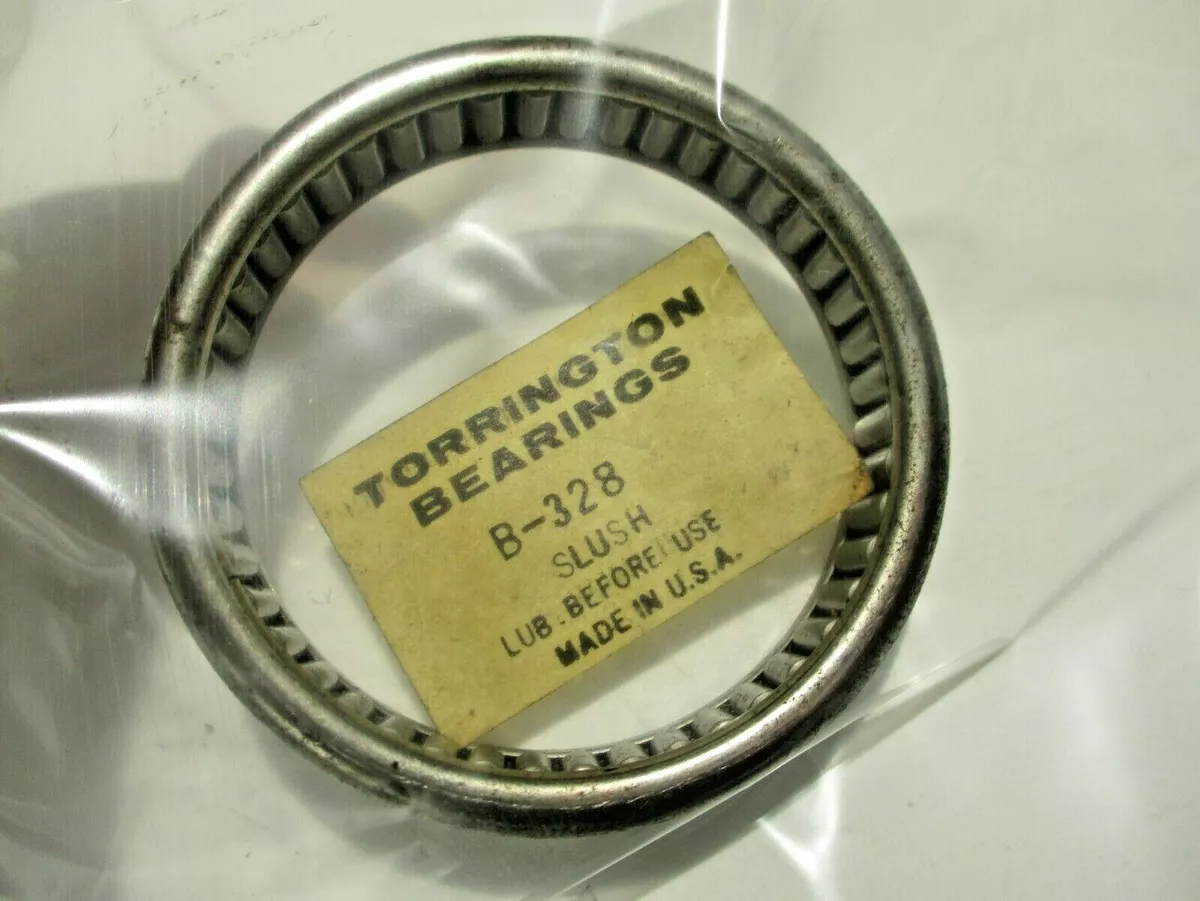 TORRINGTON
BEARINGS
B-328
SLUSH
LUB. BEFORE USE
MADE IN U.S.A.